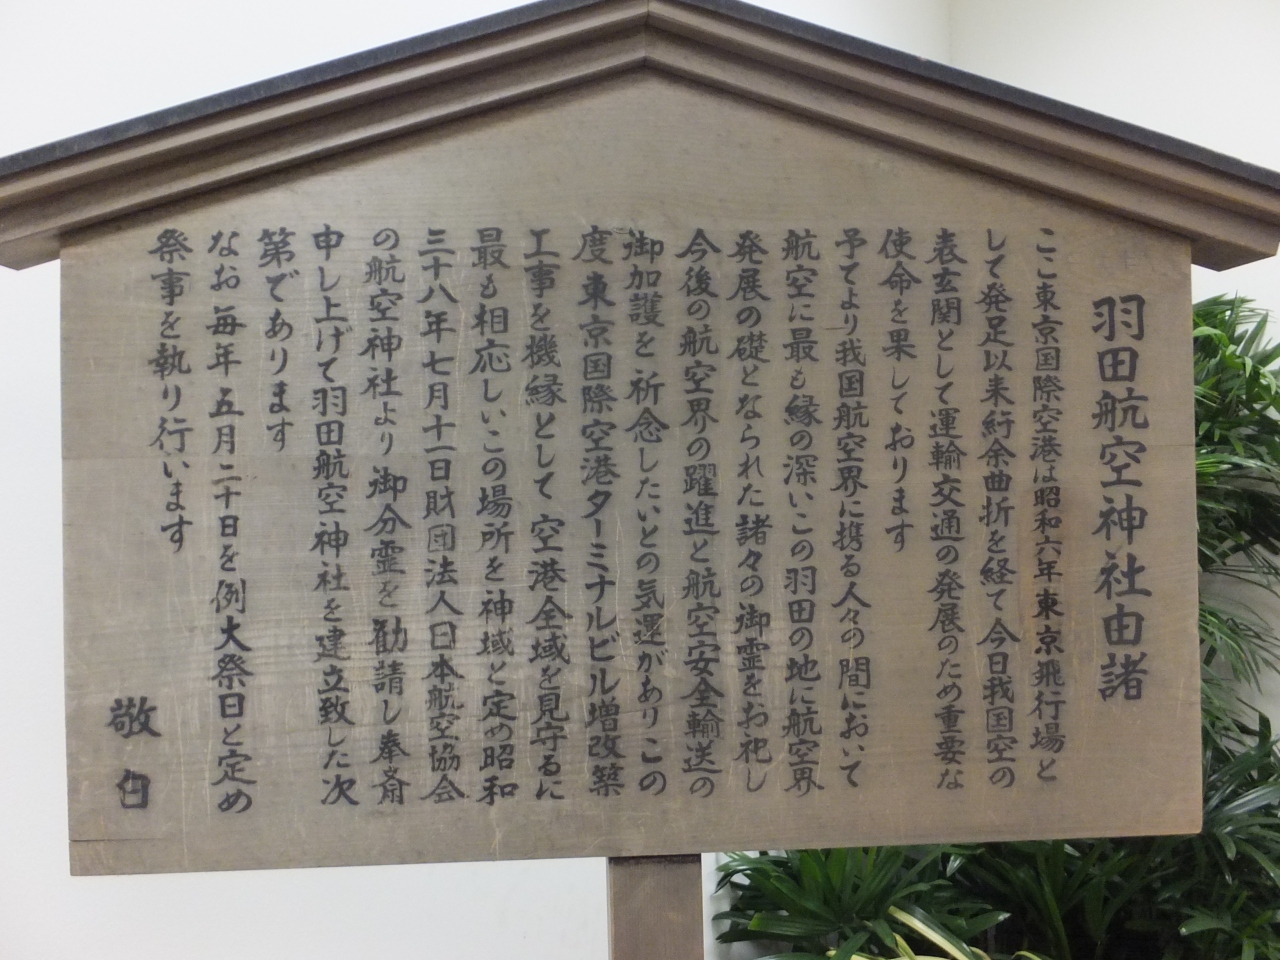 羽田航空神社由諸
ここ東京国際空港は昭和六年東京飛行場と
して発足以来紆余曲折を経て今日我国空の
表玄関として運輸交通の発展のため重要な
使命を果しております
予てより我国航空界に携る人々の間において
航空に最も縁の深いこの羽田の地に航空界
発展の礎となられた諸々の御霊をお祀し
今後の航空界の躍進と航空安全輸送の
御加護を祈念したいとの気運がありこの
度東京国際空港ターミナルビル増改築
工事を機縁として空港全域を見守るに
最も相応しいこの場所を神域と定め昭和
三十八年七月十一日財団法人日本航空協会
の航空神社より御分霊を勧請し奉斎
申し上げて羽田航空神社を建立致した次
第であります
なお毎年五月二十日を例大祭日と定め
祭事を執り行います
敬白